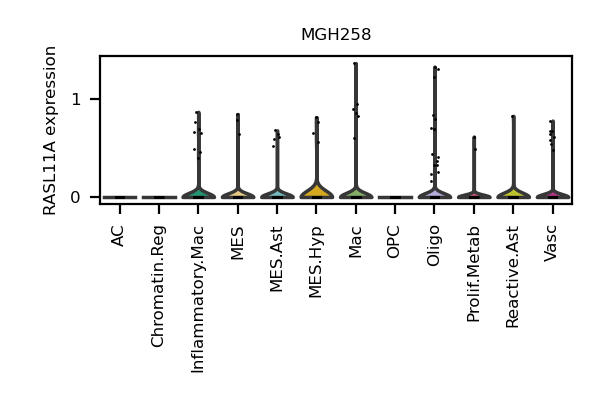 MGH258
RASL11A expression
1
0
AC
Chromatin.Reg
Inflammatory.Mac
MES
MES.Ast
MES.Hyp
Mac
OPC
Oligo
Prolif.Metab
Reactive.Ast
Vasc